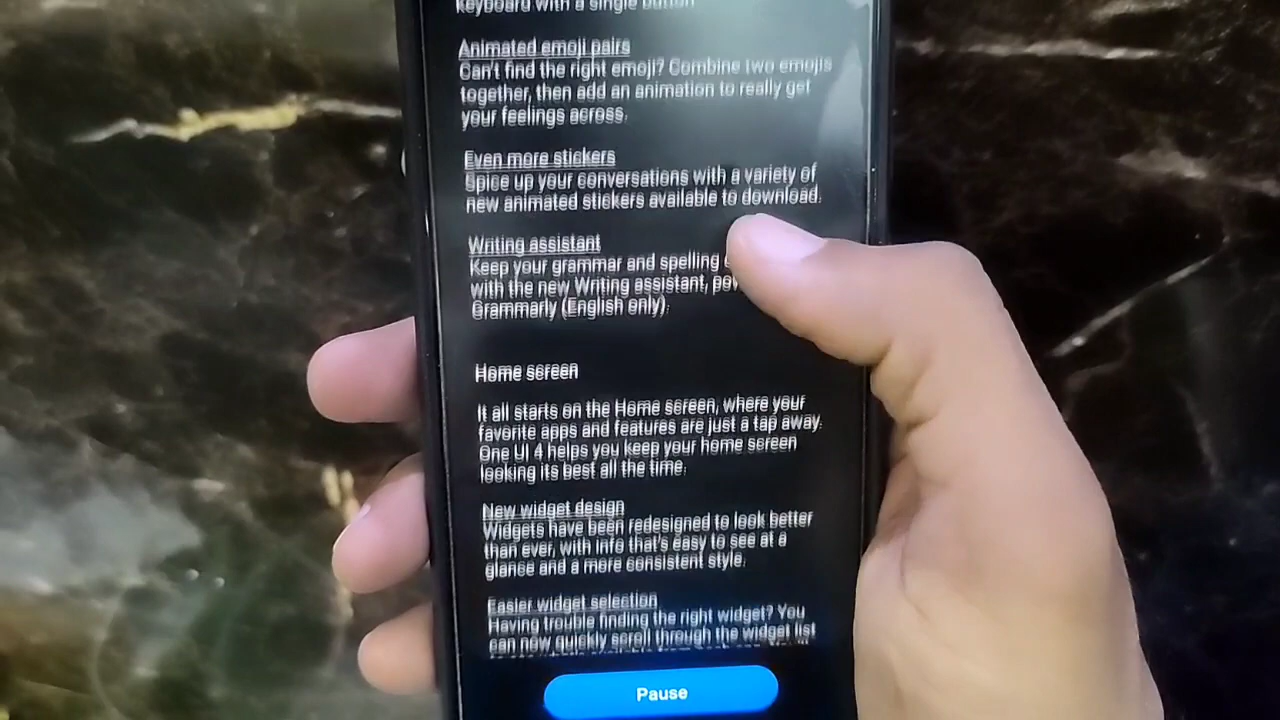 keyboard with a single button
Animated emoji pairs
Can't find the right emoji? Combine two emojis
together, then add an animation to really get
your feelings across.
Even more stickers
Spice up your conversations with a variety of
new animated stickers available to download.
Writing assistant
Keep your grammar and spelling
with the new Writing assistant,
Grammarly (English only).
Home screen
It all starts on the Home screen, where your
favorite apps and features are just a tap away.
One UI 4 helps you keep your home screen
looking its best all the time.
New widget design
Widgets have been redesigned to look better
than ever, with info that's easy to see at a
glance and a more consistent style.
Easier widget selection
Having trouble finding the right widget? You
can now quickly scroll through the widget list
Pause